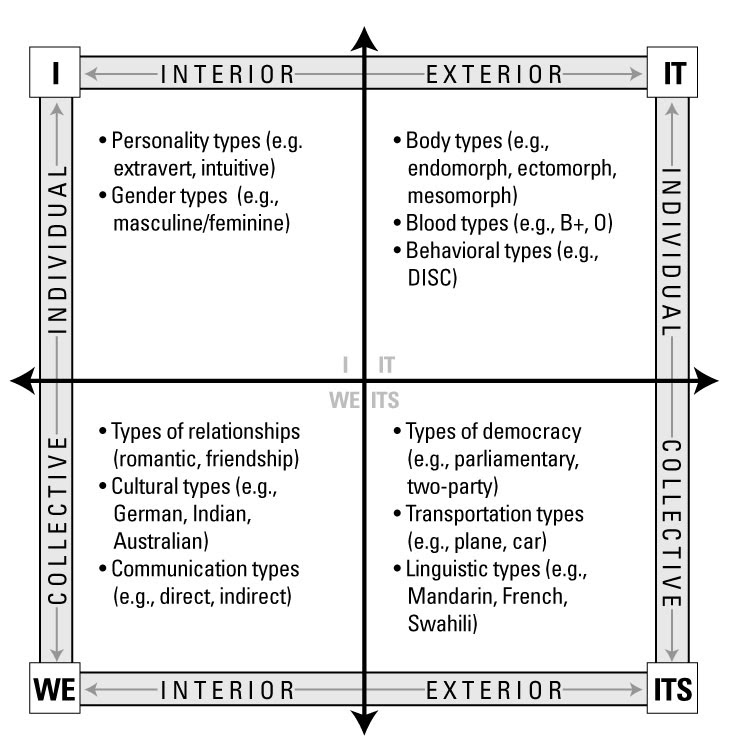 I
INTERIOR
EXTERIOR
IT
INDIVIDUAL
• Personality types (e.g.
extravert, intuitive)
• Gender types (e.g.,
masculine/feminine)
• Body types (e.g.,
endomorph, ectomorph,
mesomorph)
• Blood types (e.g., B+, O)
• Behavioral types (e.g.,
DISC)
INDIVIDUAL
I IT
WE ITS
COLLECTIVE
• Types of relationships
(romantic, friendship)
• Cultural types (e.g.,
German, Indian,
Australian)
• Communication types
(e.g., direct, indirect)
• Types of democracy
(e.g., parliamentary,
two-party)
• Transportation types
(e.g., plane, car)
• Linguistic types (e.g.,
Mandarin, French,
Swahili)
COLLECTIVE
WE
INTERIOR
EXTERIOR
ITS